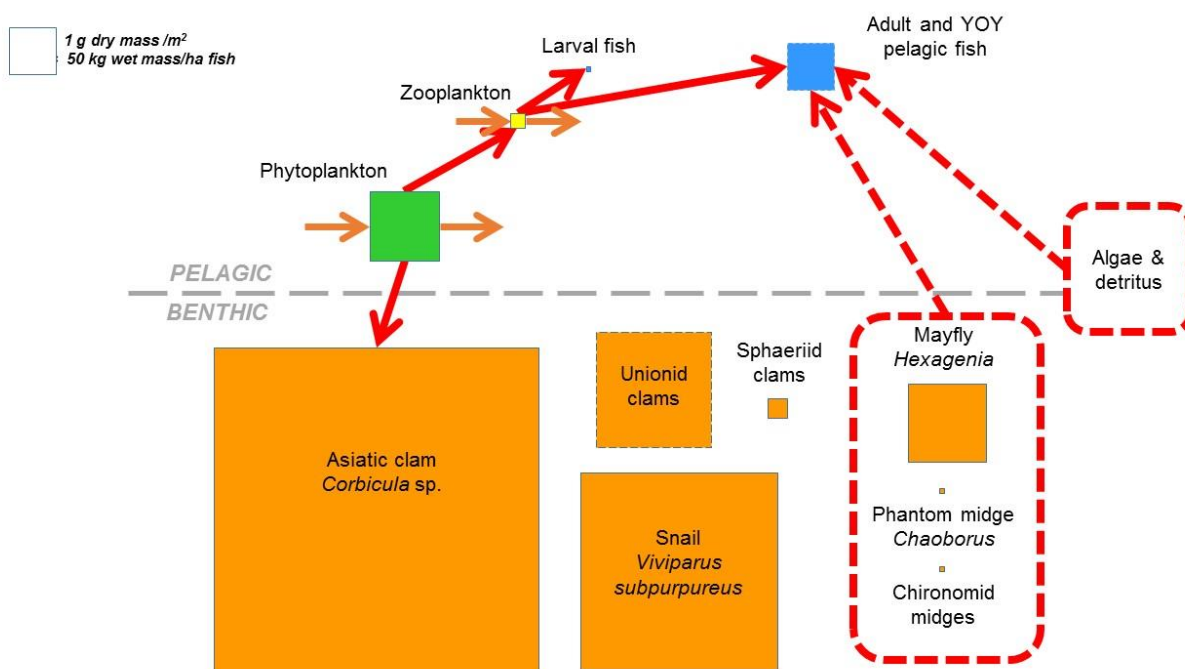 1 g dry mass /m²
: 50 kg wet mass/ha fish
Larval fish
Adult and YOY
pelagic fish
Zooplankton
Phytoplankton
Algae &
detritus
PELAGIC
BENTHIC
Unionid
clams
Sphaeriid
clams
Mayfly
Hexagenia
Asiatic clam
Corbicula sp.
Snail
Viviparus
subpurpureus
Phantom midge
Chaoborus
Chironomid
midges